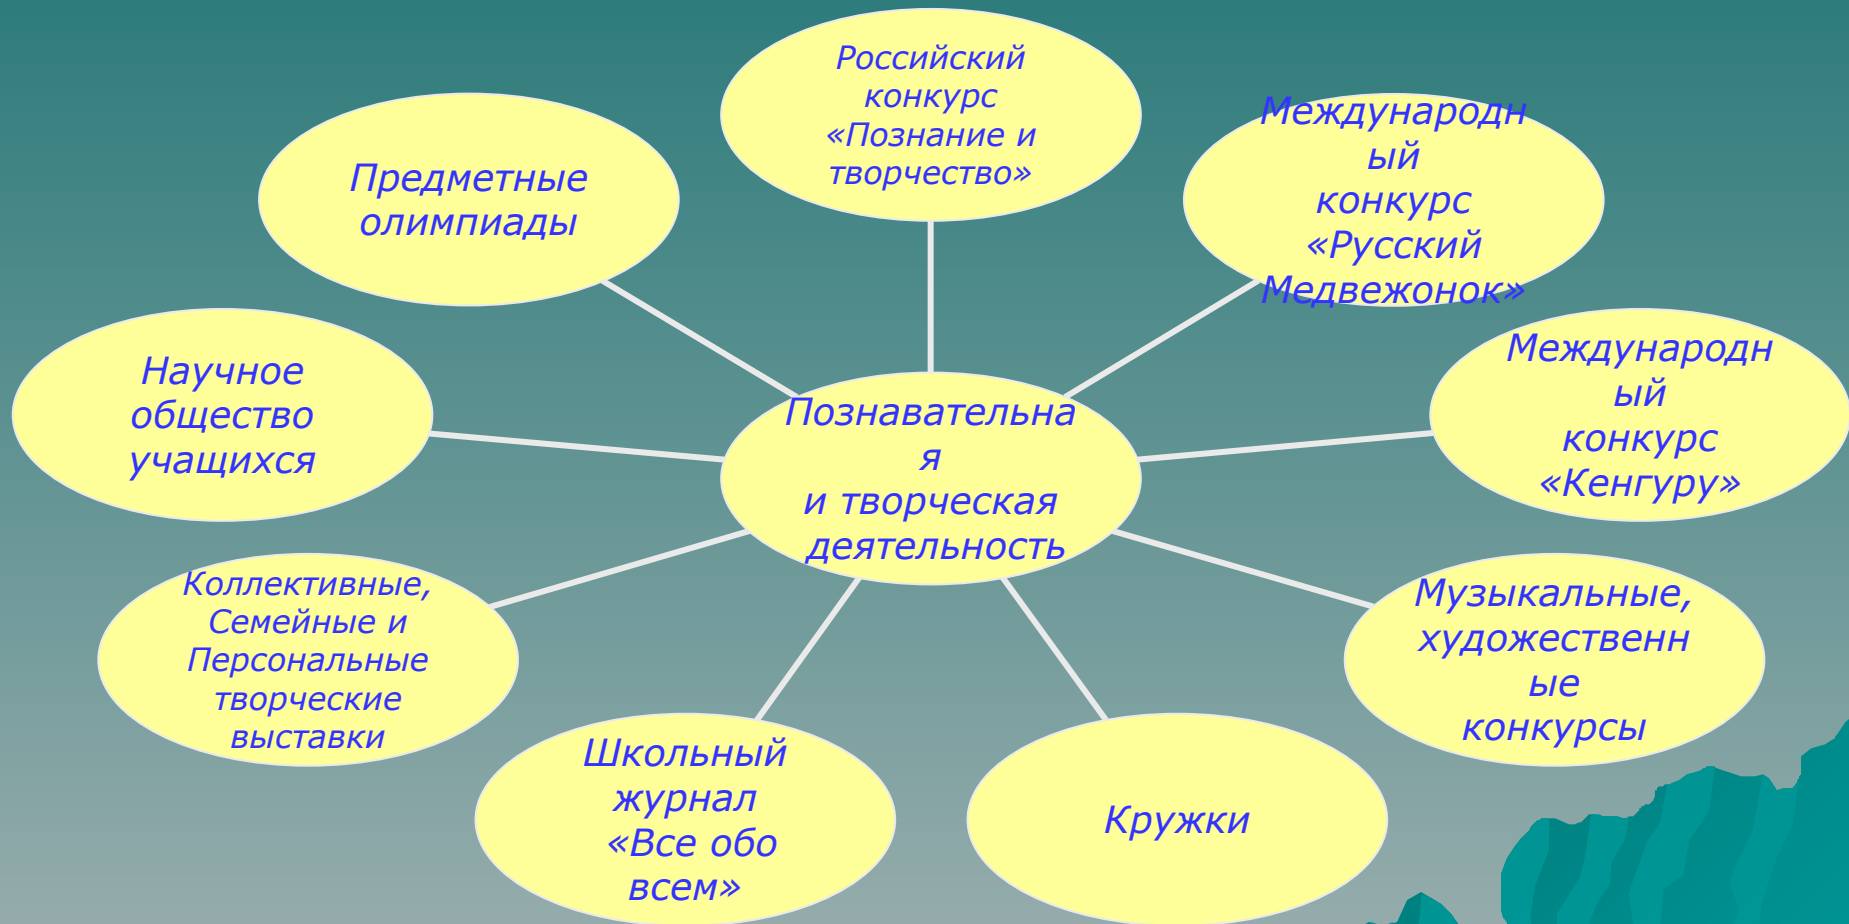 Российский
конкурс
«Познание и
творчество»
Международн
ый
конкурс
«Русский
Медвежонок»
Предметные
олимпиады
Международн
ый
конкурс
«Кенгуру»
Научное
общество
учащихся
Познавательна
я
и творческая
деятельность
Коллективные,
Семейные и
Персональные
творческие
выставки
Музыкальные,
художественн
ые
конкурсы
Школьный
журнал
«Все обо
всем»
Кружки